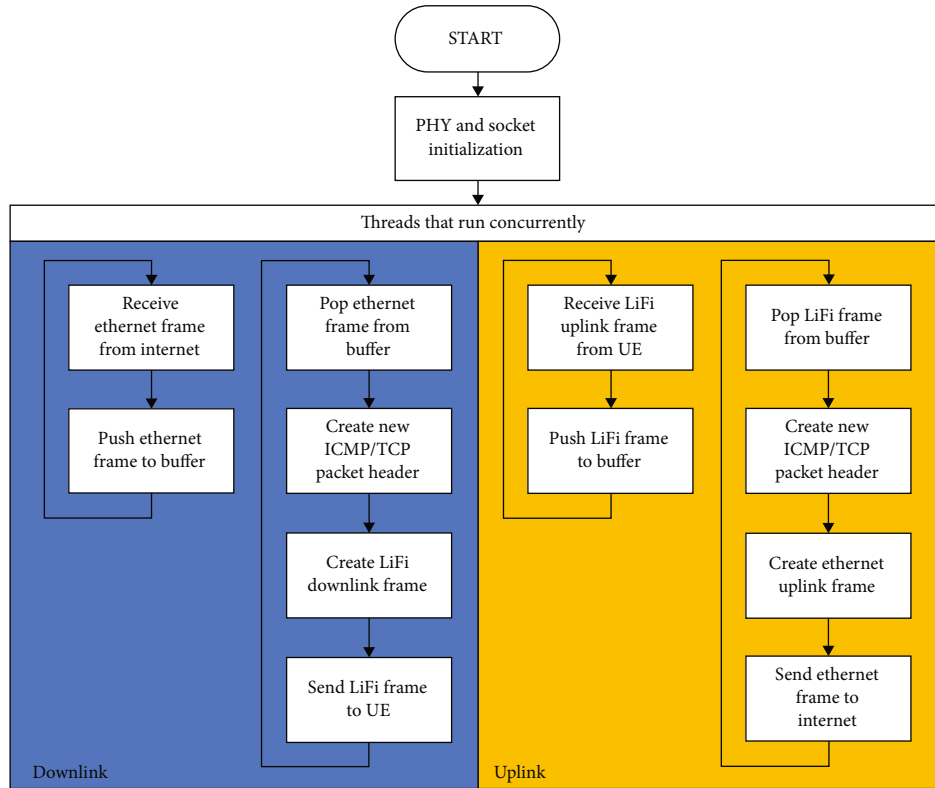 START
PHY and socket
initialization
Threads that run concurrently
Receive
ethernet frame
from internet
Push ethernet
frame to buffer
Pop ethernet
frame from
buffer
Create new
ICMP/TCP
packet header
Create LiFi
downlink frame
Send LiFi frame
to UE
Downlink
Receive LiFi
uplink frame
from UE
Push LiFi frame
to buffer
Pop LiFi frame
from buffer
Create new
ICMP/TCP
packet header
Create ethernet
uplink frame
Send ethernet
frame to
internet
Uplink